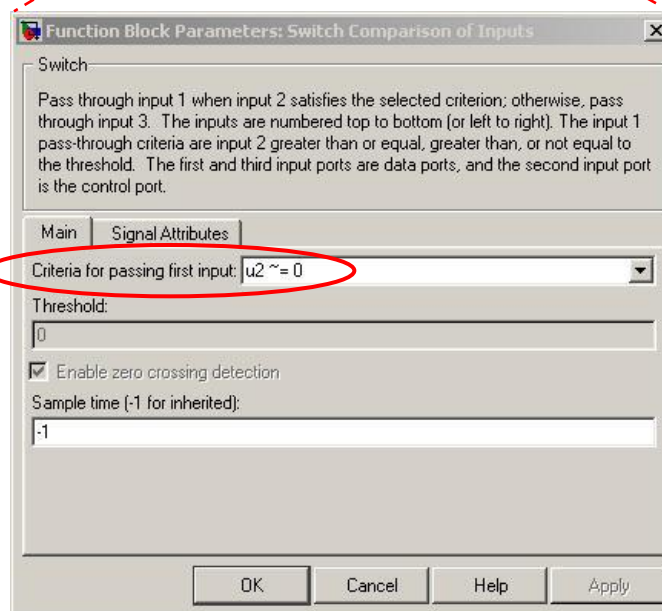 Function Block Parameters: Switch Comparison of Inputs
Switch
Pass through input 1 when input 2 satisfies the selected criterion; otherwise, pass
through input 3. The inputs are numbered top to bottom (or left to right). The input 1
pass-through criteria are input 2 greater than or equal, greater than, or not equal to
the threshold. The first and third input ports are data ports, and the second input port
is the control port.
Main Signal Attributes
Criteria for passing first input: u2 ~= 0
Threshold:
0
Enable zero crossing detection
Sample time (-1 for inherited):
-1
OK Cancel Help Apply